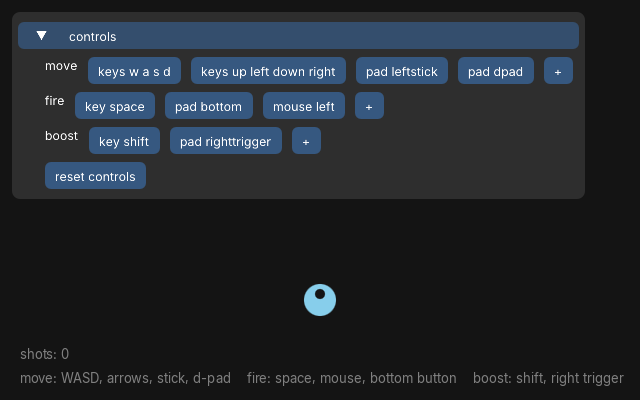 controls
move keys w a s d keys up left down right pad leftstick pad dpad +
fire key space pad bottom mouse left +
boost key shift pad righttrigger +
reset controls
shots: 0
move: WASD, arrows, stick, d-pad fire: space, mouse, bottom button boost: shift, right trigger